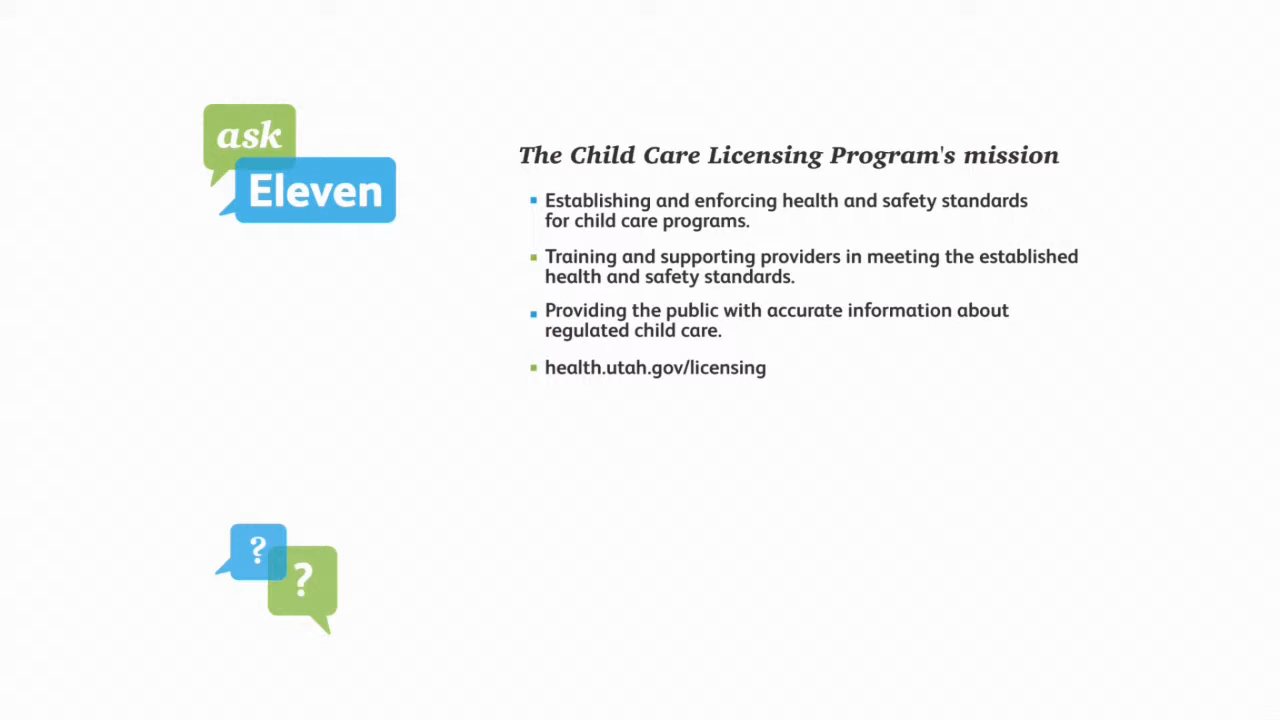 ask
Eleven
The Child Care Licensing Program's mission
Establishing and enforcing health and safety standards
for child care programs.
Training and supporting providers in meeting the established
health and safety standards.
Providing the public with accurate information about
regulated child care.
health.utah.gov/licensing
?
?